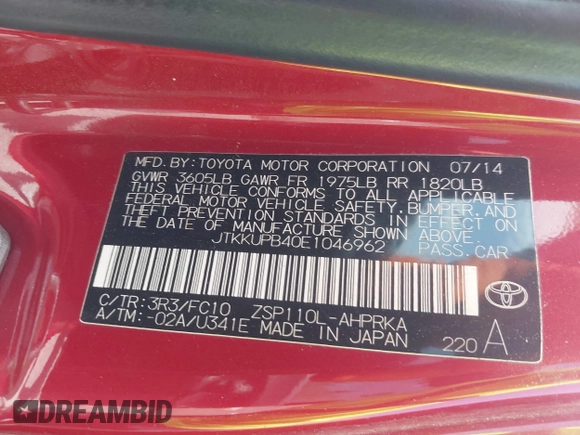 MFD.BY:TOYOTA MOTOR CORPORATION 07/14
GVWR 3605LB GAWR FR 1975LB RR 1820LB
THIS VEHICLE CONFORMS TO ALL APPLICABLE
FEDERAL MOTOR VEHICLE SAFETY, BUMPER, AND
THEFT PREVENTION STANDARDS IN EFFECT ON
THE DATE OF MANUFACTURE SHOWN ABOVE.
JTKKUPB40E1046962 PASS.CAR
C/TR:3R3/FC10 ZSP110L-AHPRKA
A/TM:-02A/U341E MADE IN JAPAN
220 A
DREAMBID